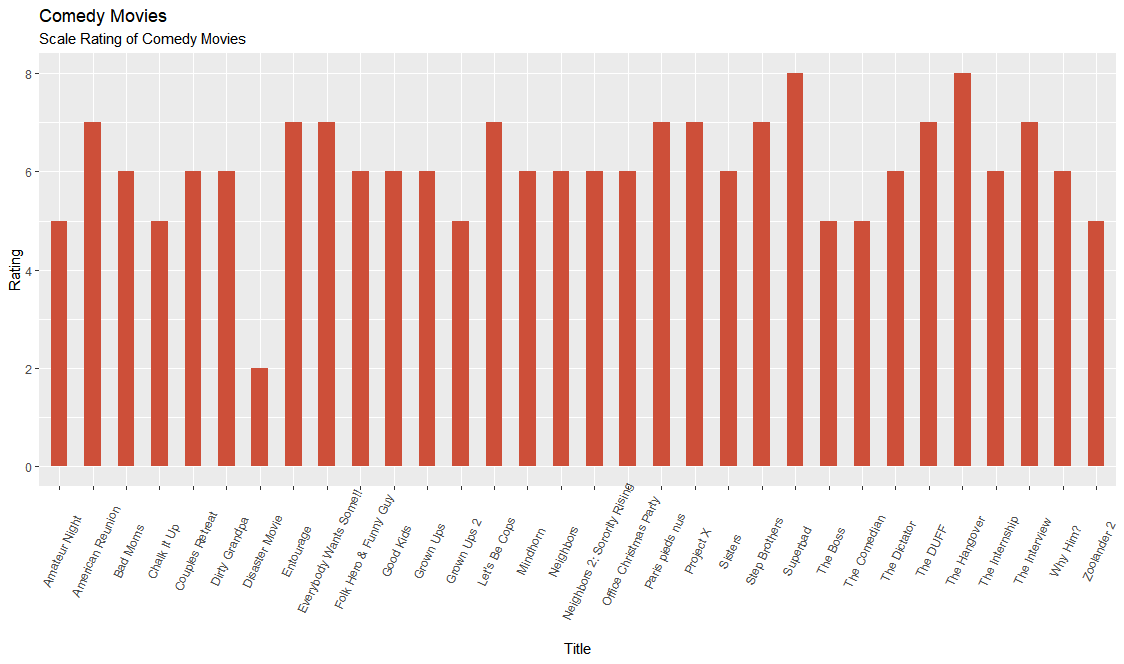 Comedy Movies
Scale Rating of Comedy Movies
Rating
8
6
4
2
0
Amateur Night
American Reunion
Bad Moms
Chalk It Up
Couples Retreat
Dirty Grandpa
Disaster Movie
Entourage
Everybody Wants Some!!
Folk Hero & Funny Guy
Good Kids
Grown Ups
Grown Ups 2
Let's Be Cops
Mindhorn
Neighbors
Neighbors 2: Sorority Rising
Office Christmas Party
Paris pieds nus
Project X
Sisters
Step Brothers
Superbad
The Boss
The Comedian
The Dictator
The DUFF
The Hangover
The Internship
The Interview
Why Him?
Zoolander 2
Title